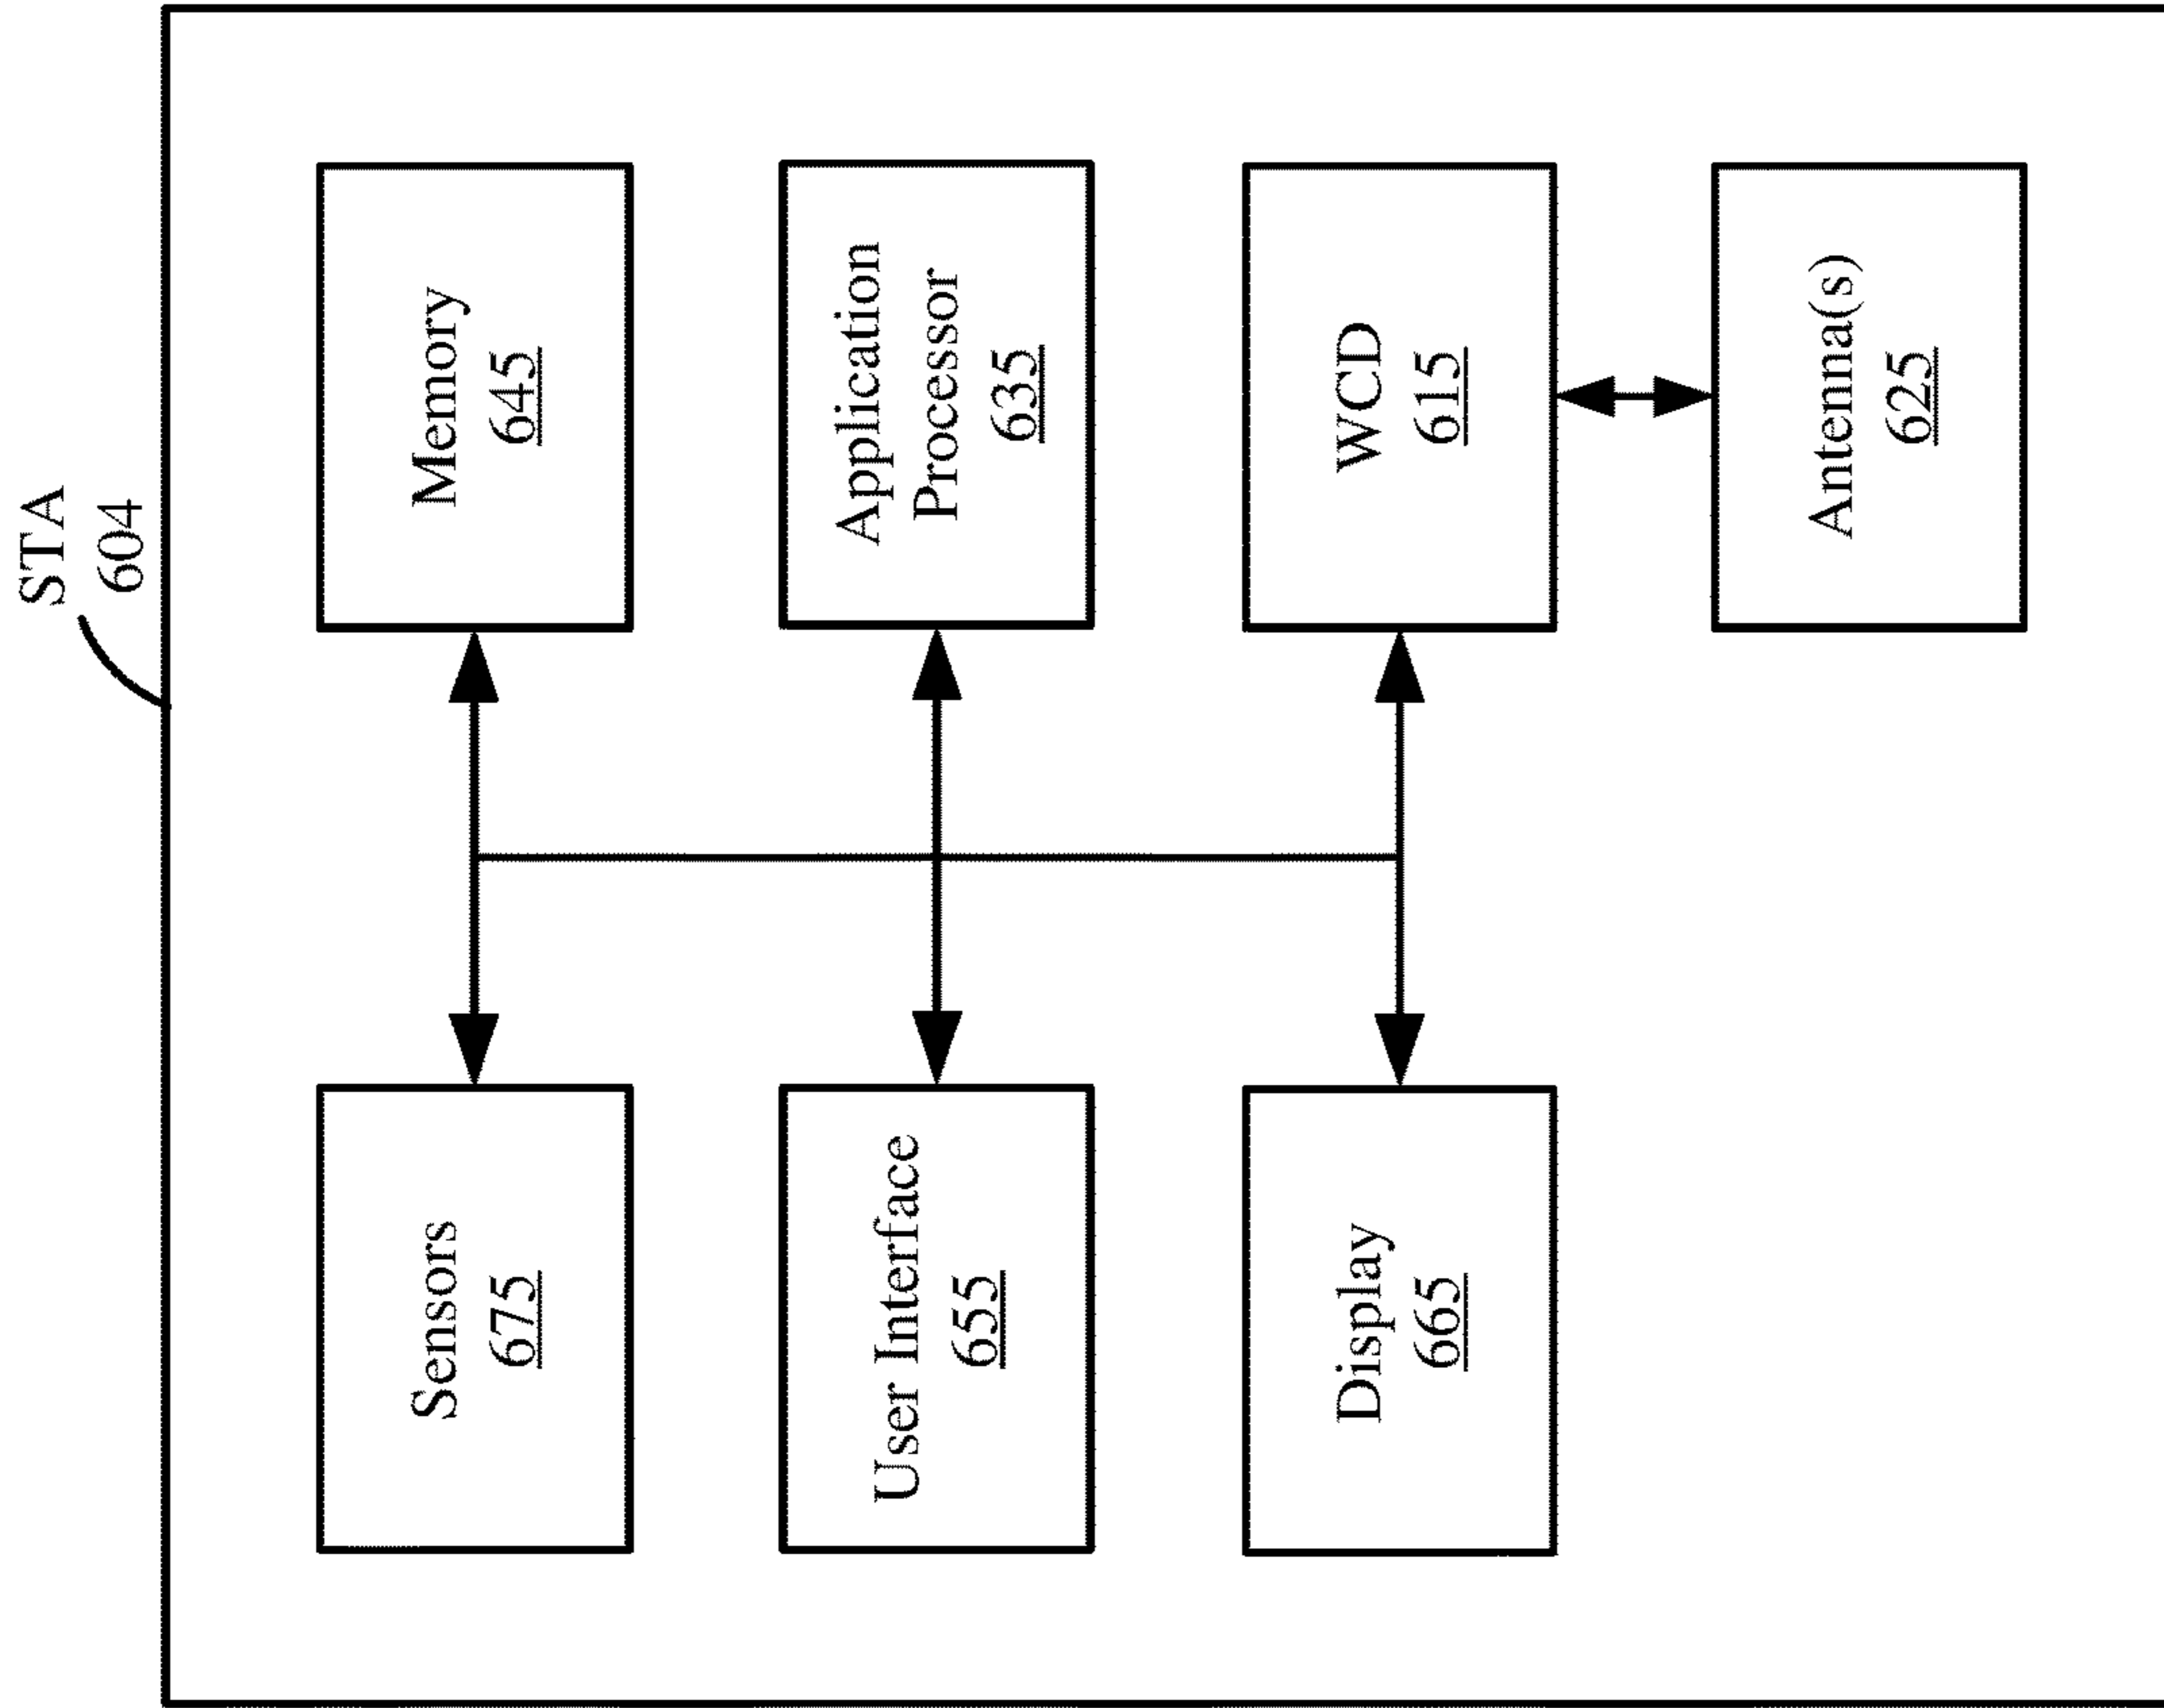 STA
604
Sensors
675
Memory
645
User Interface
655
Application
Processor
635
Display
665
WCD
615
Antenna(s)
625